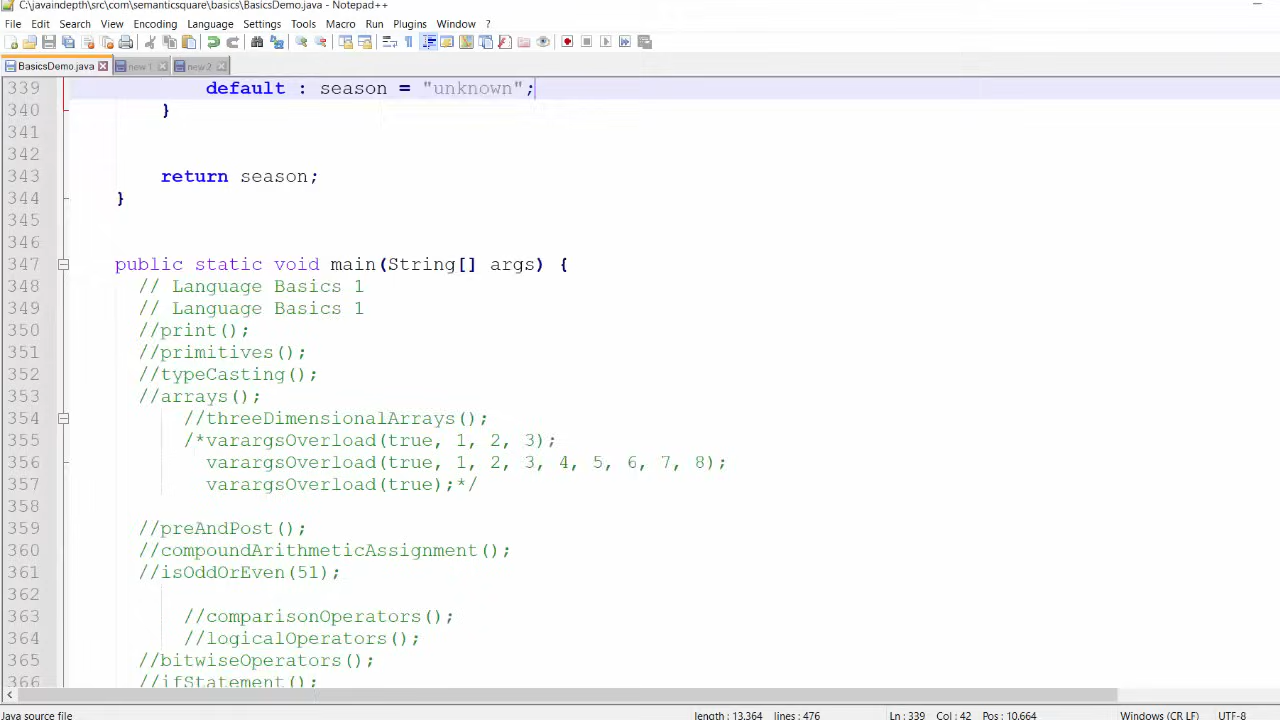 C:\javaindepth\src\com\semanticsquare\basics\BasicsDemo.java - Notepad++
File Edit Search View Encoding Language Settings Tools Macro Run Plugins Window ?
BasicsDemo.java new 1 new 2
339 default : season = "unknown";
340 }
341
342
343 return season;
344 }
345
346
347 public static void main(String[] args) {
348 // Language Basics 1
349 // Language Basics 1
350 //print();
351 //primitives();
352 //typeCasting();
353 //arrays();
354 //threeDimensionalArrays();
355 /*varargsOverload(true, 1, 2, 3);
356 varargsOverload(true, 1, 2, 3, 4, 5, 6, 7, 8);
357 varargsOverload(true);*/
358
359 //preAndPost();
360 //compoundArithmeticAssignment();
361 //isOddOrEven(51);
362
363 //comparisonOperators();
364 //logicalOperators();
365 //bitwiseOperators();
366 //ifStatement();
Java source file length : 13,364 lines : 476 Ln : 339 Col : 42 Pos : 10,664 Windows (CR LF) UTF-8